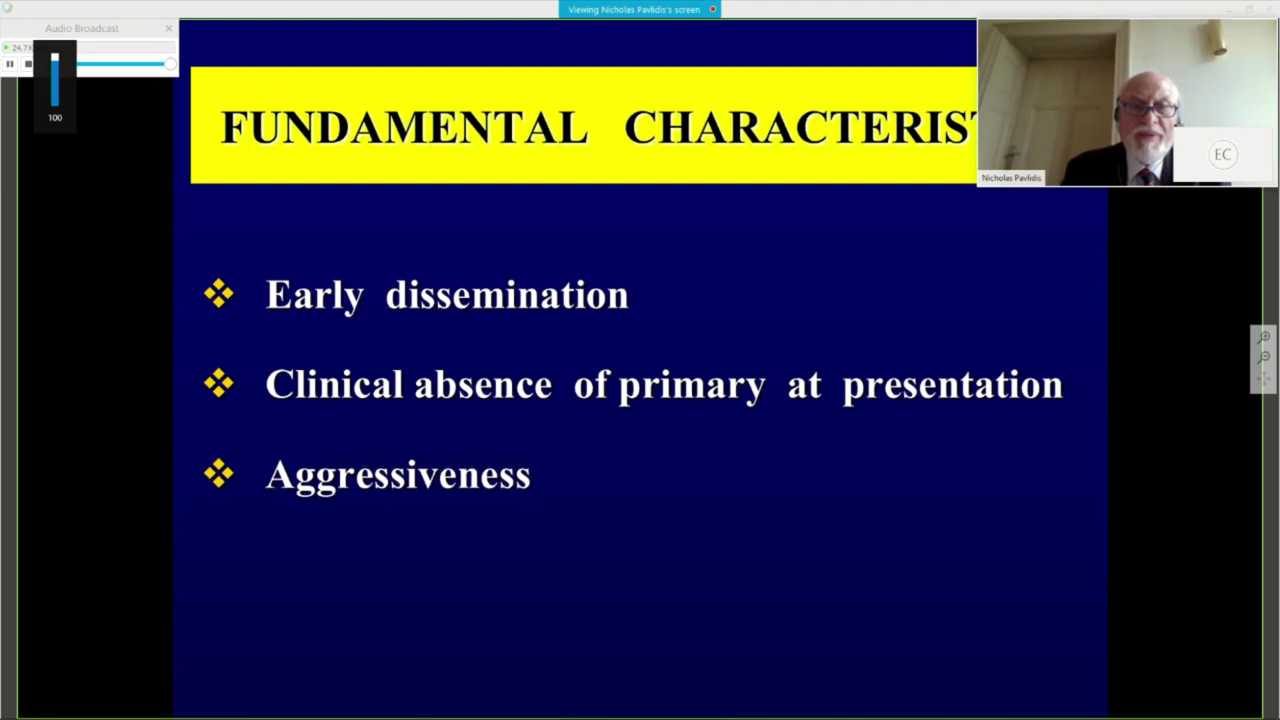 Viewing Nicholas Pavlidis's screen
Audio Broadcast
100
FUNDAMENTAL CHARACTERIST
EC
Nicholas Pavlidis
Early dissemination
Clinical absence of primary at presentation
Aggressiveness